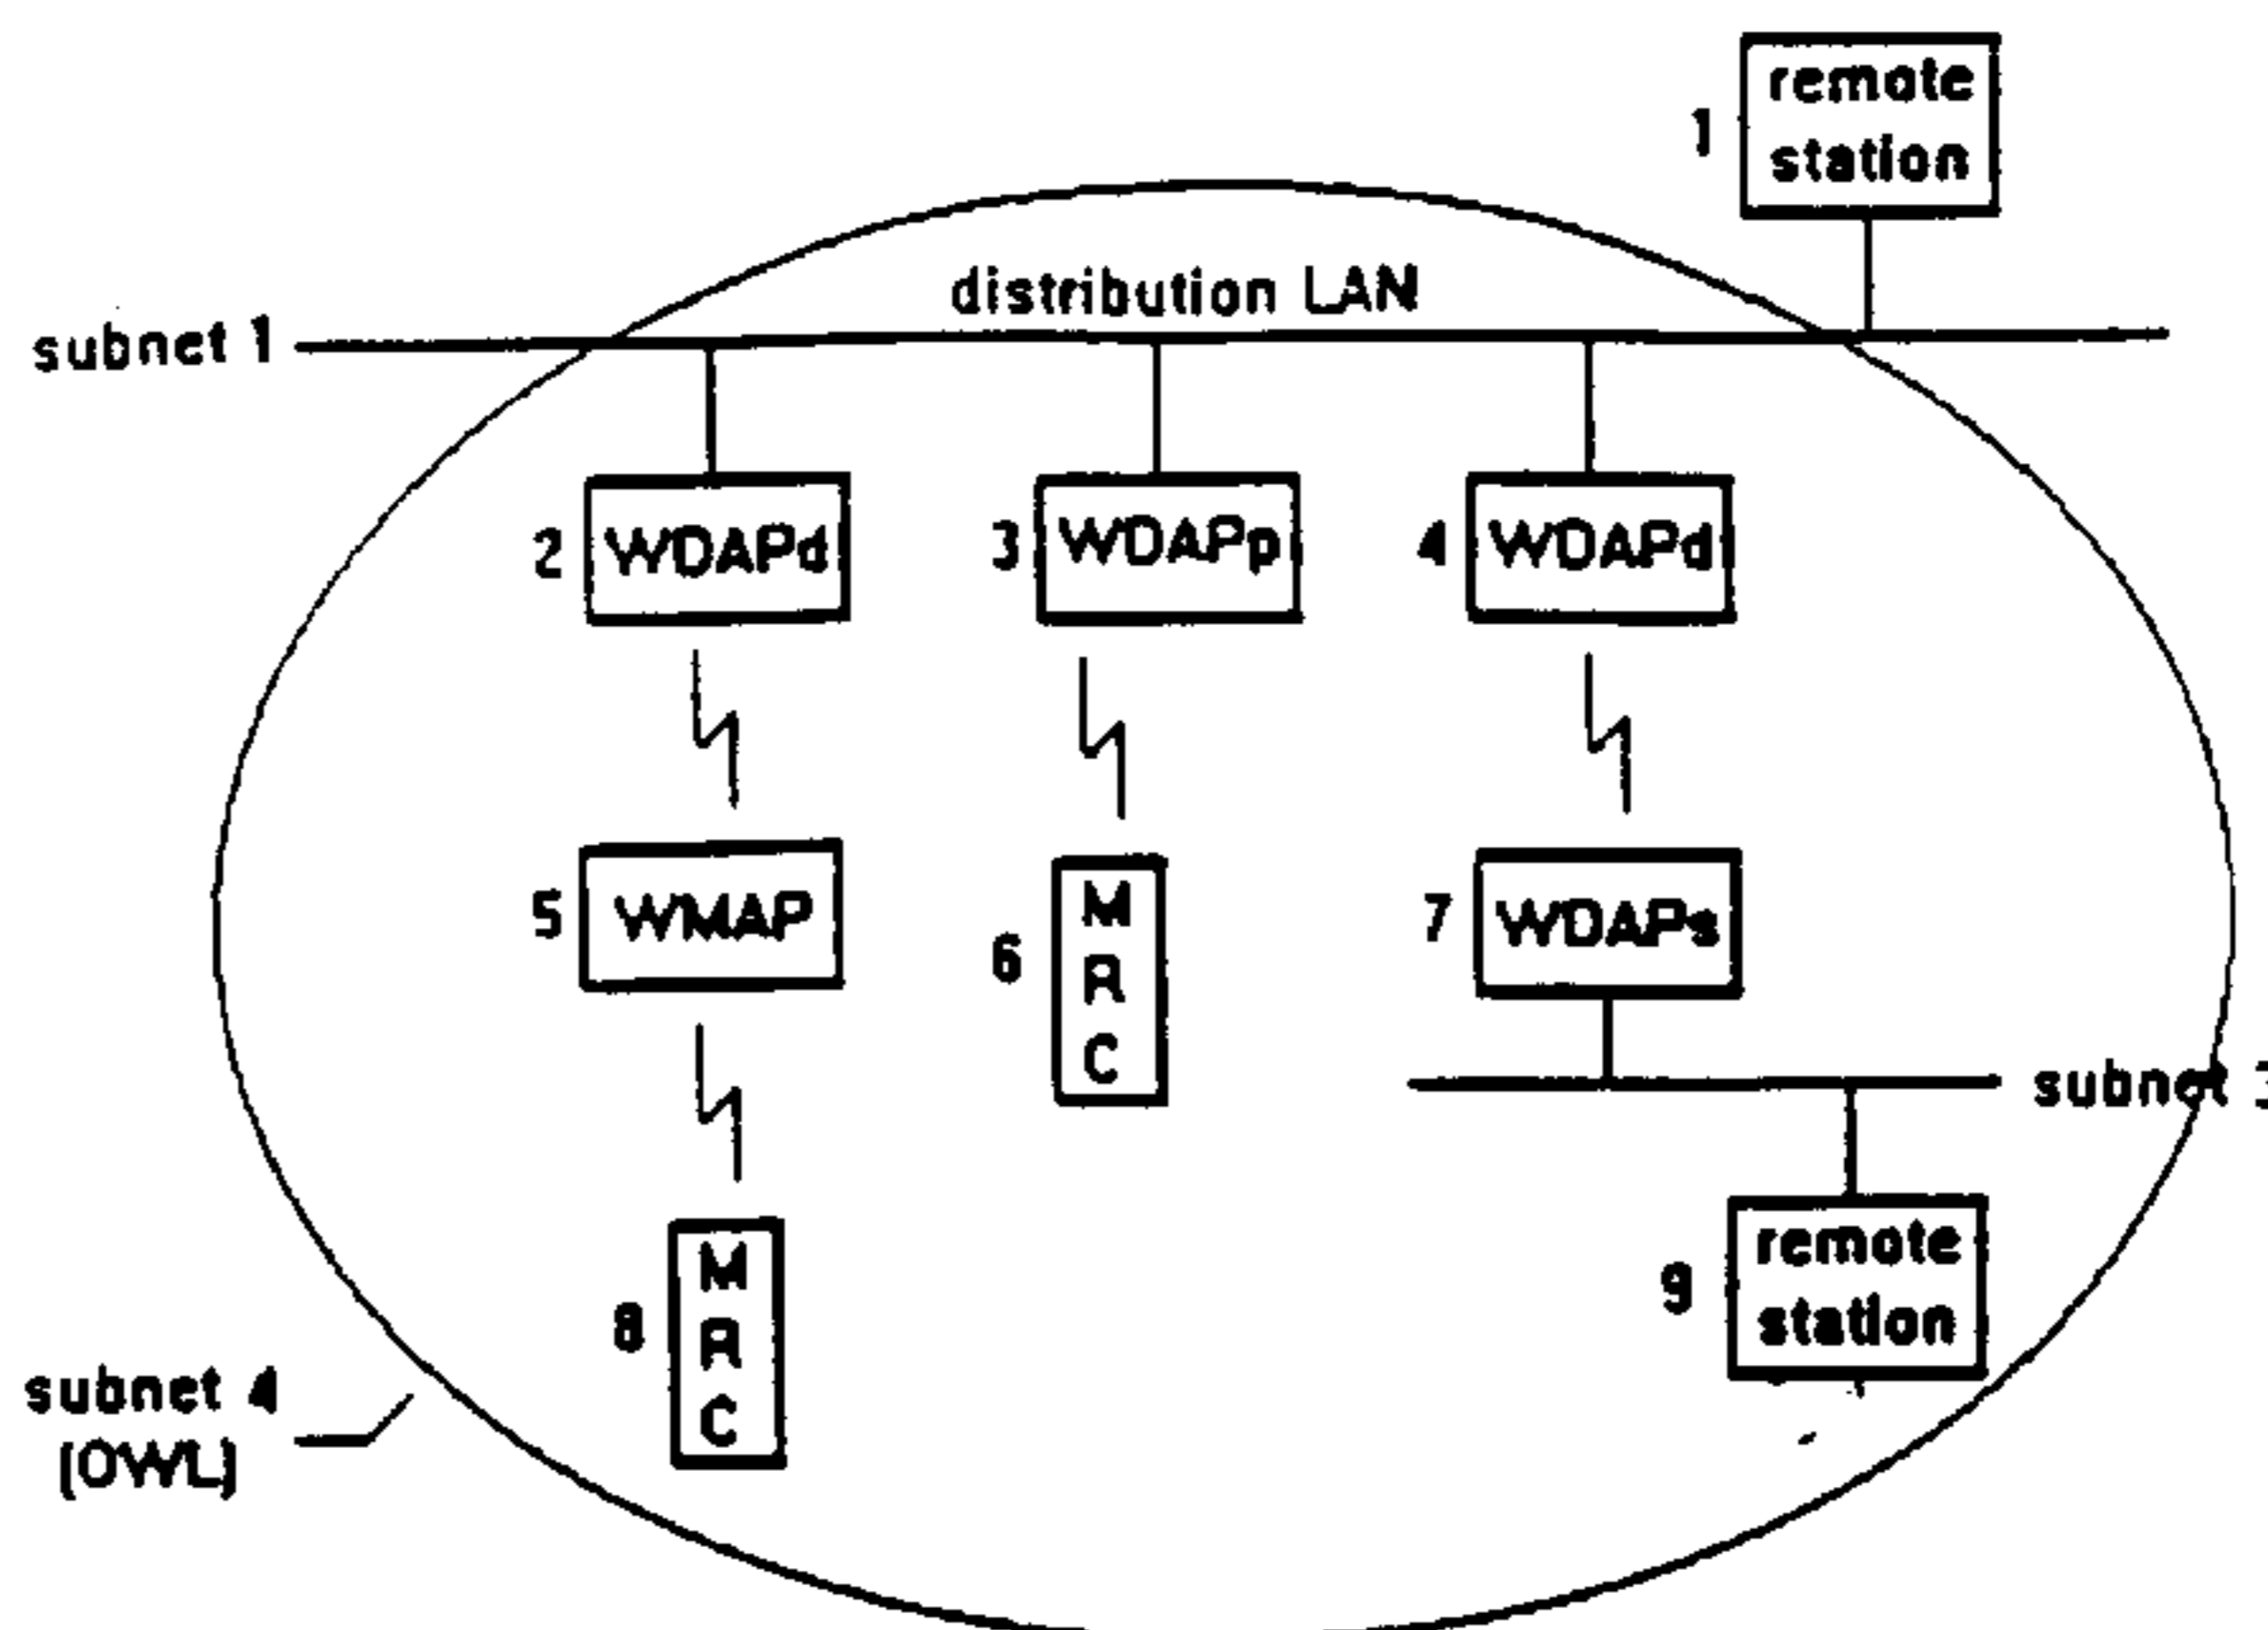 1
remote
station
distribution LAN
subnet 1
2 WDAPd
3 WDAPp
4 WDAPd
5 WMAP
6 M
R
C
7 WDAPs
subnet
8 M
R
C
9 remote
station
subnet 4
(OWL)